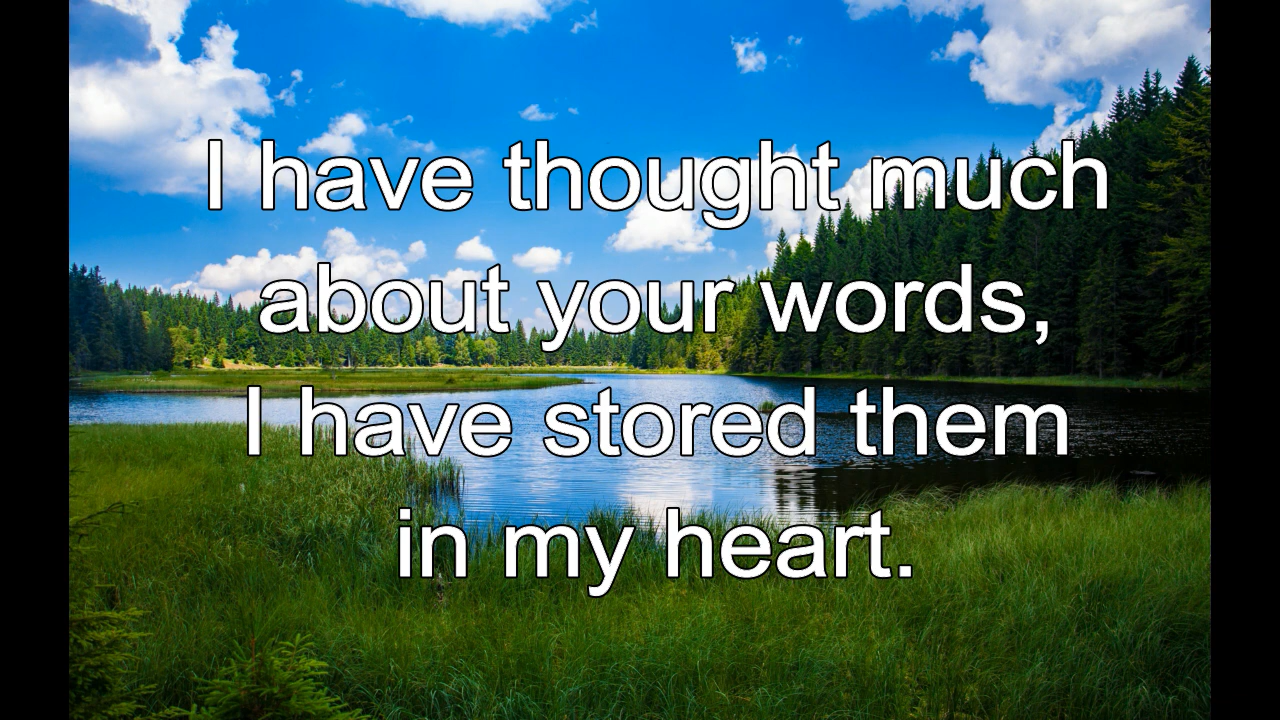 I have thought much
about your words,
I have stored them
in my heart.